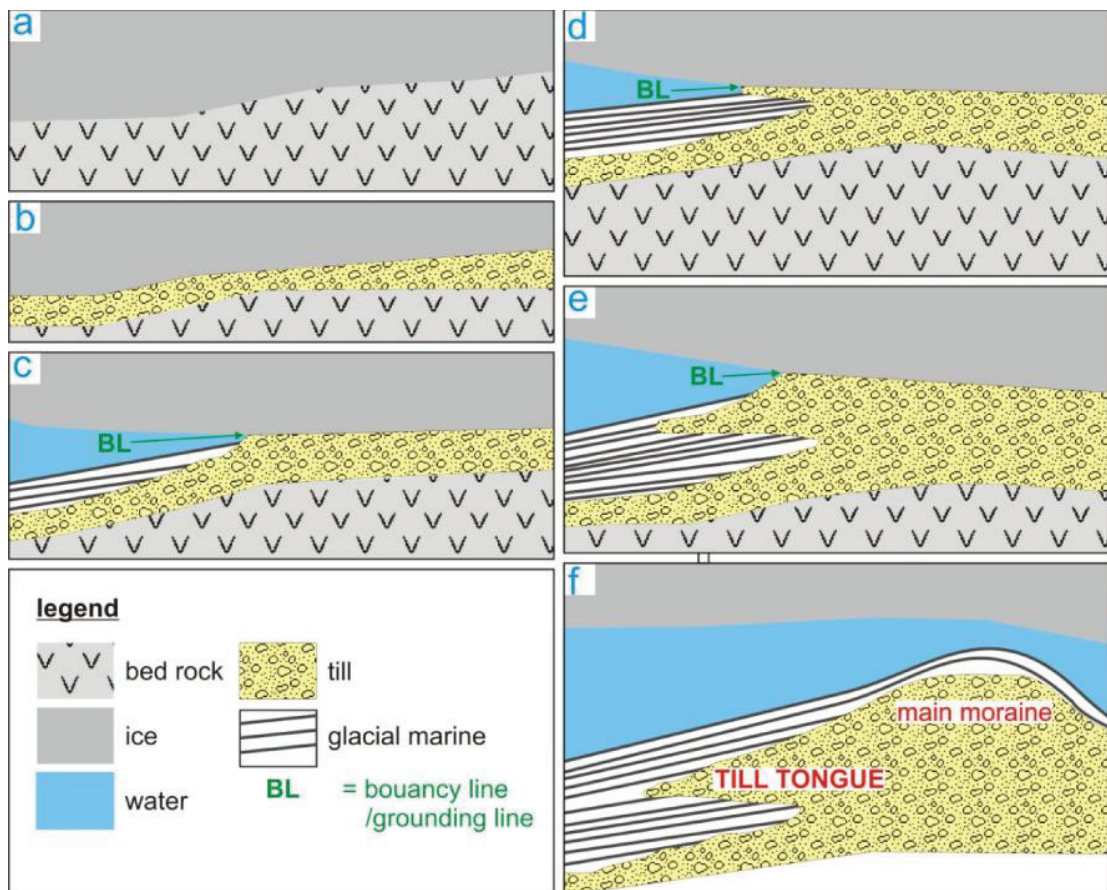 a
b
c
BL
legend
bed rock
till
ice
glacial marine
water
BL
= bouancy line
/grounding line
d
BL
e
BL
f
main moraine
TILL TONGUE